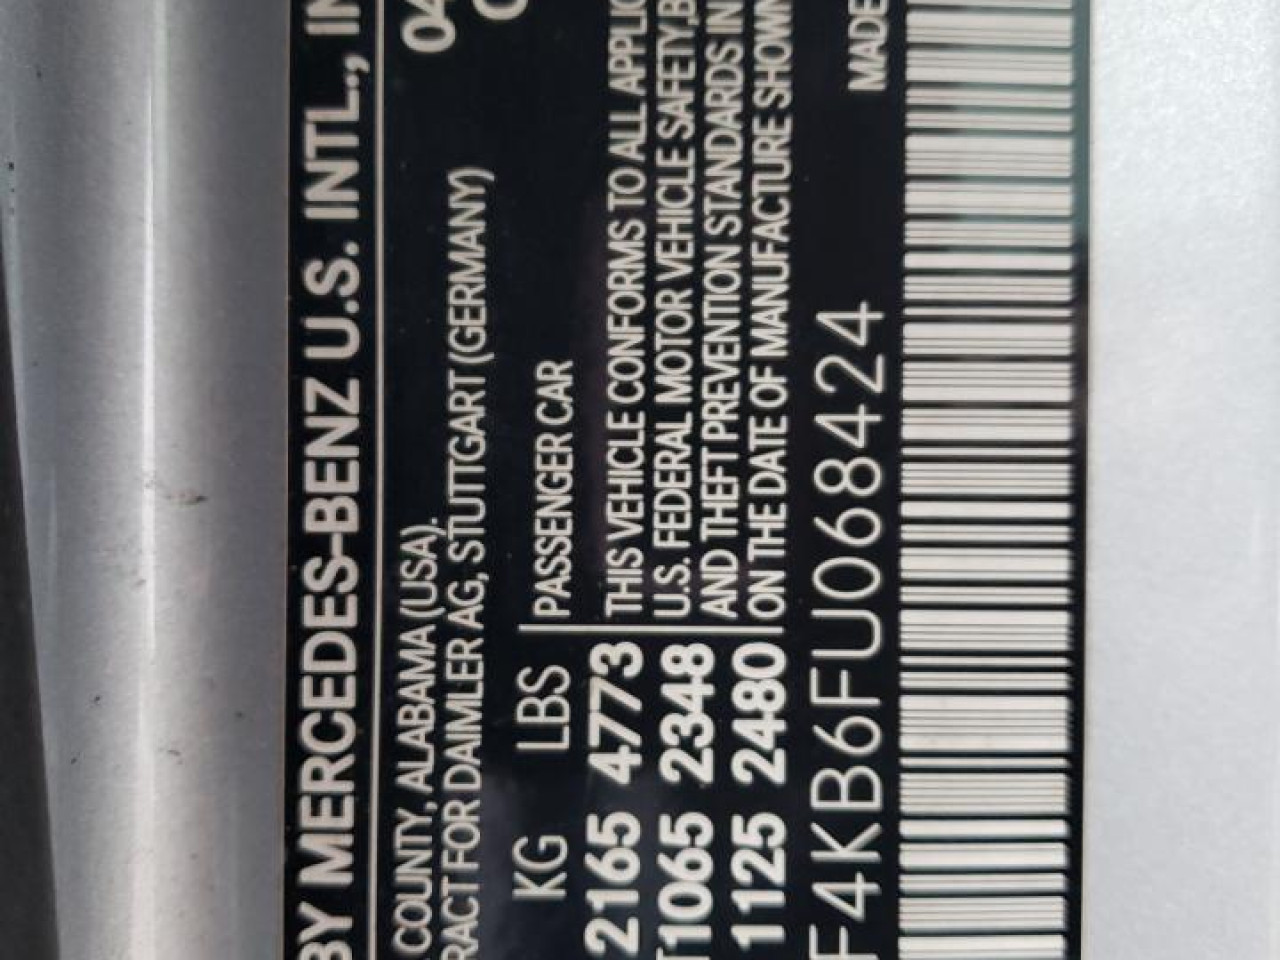 BY MERCEDES-BENZ U.S. INTL., IN
04
COUNTY, ALABAMA (USA).
RACT FOR DAIMLER AG, STUTTGART (GERMANY)
KG LBS PASSENGER CAR
2165 4773 THIS VEHICLE CONFORMS TO ALL APPLIC
1065 2348 U.S. FEDERAL MOTOR VEHICLE SAFETY,B
1125 2480 AND THEFT PREVENTION STANDARDS IN
ON THE DATE OF MANUFACTURE SHOWN
F4KB6FU068424 MADE